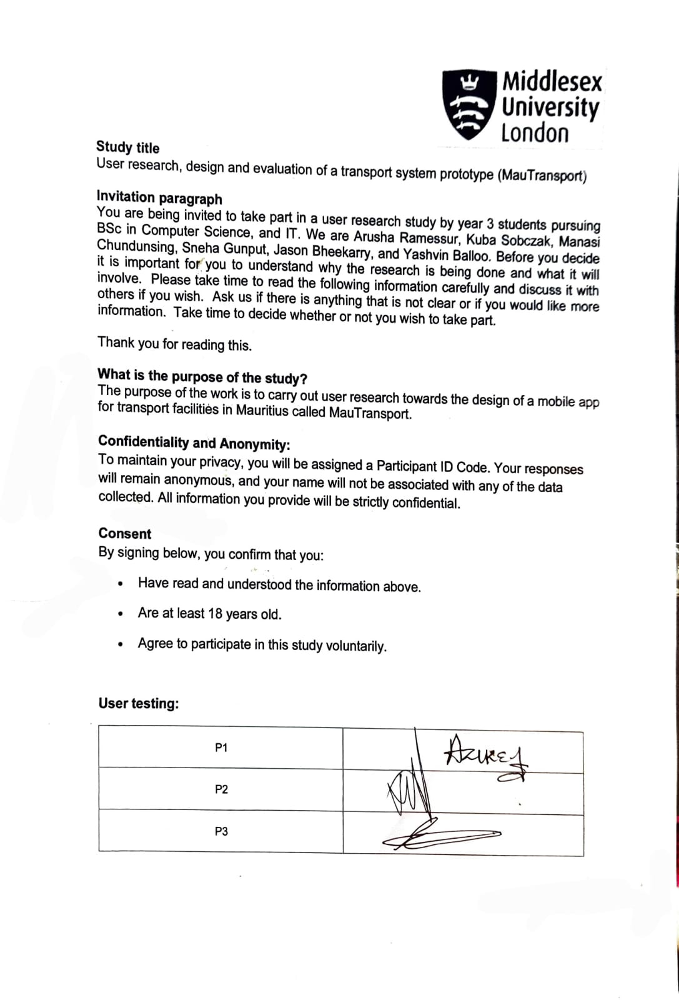 Middlesex
University
London
Study title
User research, design and evaluation of a transport system prototype (MauTransport)
Invitation paragraph
You are being invited to take part in a user research study by year 3 students pursuing
BSc in Computer Science, and IT. We are Arusha Ramessur, Kuba Sobczak, Manasi
Chundunsing, Sneha Gunput, Jason Bheekarry, and Yashvin Balloo. Before you decide
it is important for you to understand why the research is being done and what it will
involve.  Please take time to read the following information carefully and discuss it with
others if you wish.  Ask us if there is anything that is not clear or if you would like more
information.  Take time to decide whether or not you wish to take part.
Thank you for reading this.
What is the purpose of the study?
The purpose of the work is to carry out user research towards the design of a mobile app
for transport facilities in Mauritius called MauTransport.
Confidentiality and Anonymity:
To maintain your privacy, you will be assigned a Participant ID Code. Your responses
will remain anonymous, and your name will not be associated with any of the data
collected. All information you provide will be strictly confidential.
Consent
By signing below, you confirm that you:
• Have read and understood the information above.
• Are at least 18 years old.
• Agree to participate in this study voluntarily.
User testing:
P1
P2
P3